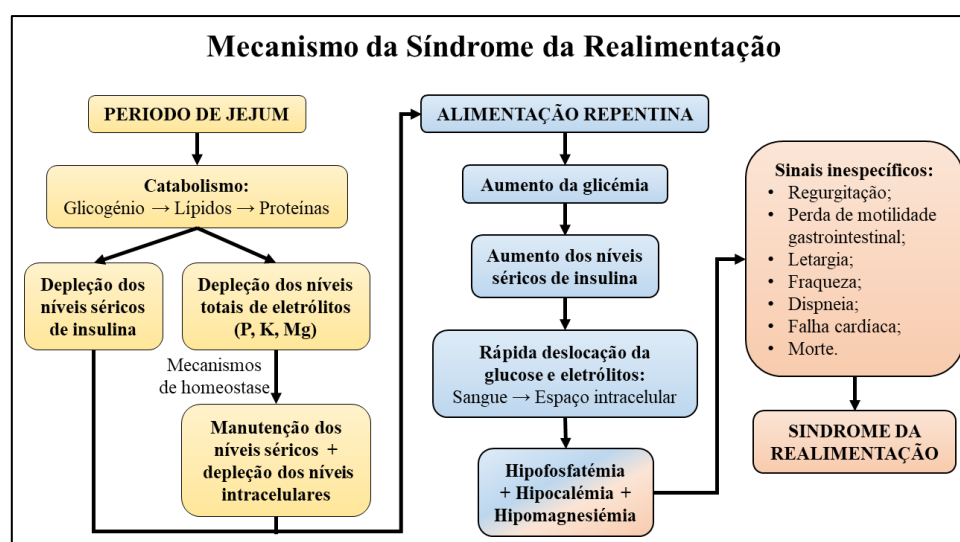 Mecanismo da Síndrome da Realimentação
PERIODO DE JEJUM
Catabolismo:
Glicogénio → Lípidos → Proteínas
Depleção dos
níveis séricos
de insulina
Depleção dos níveis
totais de eletrólitos
(P, K, Mg)
Mecanismos
de homeostase
Manutenção dos
níveis séricos +
depleção dos níveis
intracelulares
ALIMENTAÇÃO REPENTINA
Aumento da glicémia
Aumento dos níveis
séricos de insulina
Rápida deslocação da
glucose e eletrólitos:
Sangue → Espaço intracelular
Hipofosfatémia
+ Hipocalémia +
Hipomagnesiémia
Sinais inespecíficos:
• Regurgitação;
• Perda de motilidade
gastrointestinal;
• Letargia;
• Fraqueza;
• Dispneia;
• Falha cardíaca;
• Morte.
SINDROME DA
REALIMENTAÇÃO